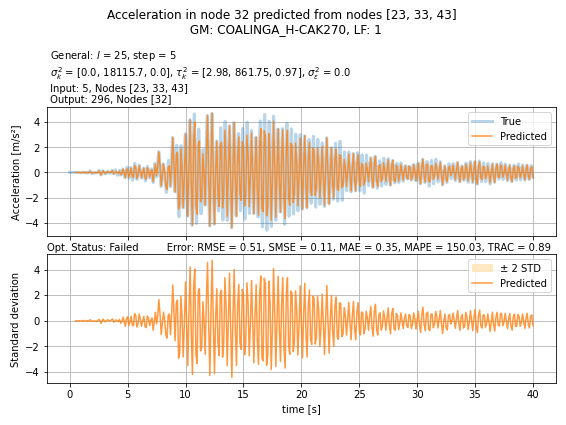 Acceleration in node 32 predicted from nodes [23, 33, 43]
GM: COALINGA_H-CAK270, LF: 1
General: l = 25, step = 5
σ²ₖ = [0.0, 18115.7, 0.0], τ²ₖ = [2.98, 861.75, 0.97], σ²ε = 0.0
Input: 5, Nodes [23, 33, 43]
Output: 296, Nodes [32]
Acceleration [m/s²]
4
2
0
−2
−4
True
Predicted
Opt. Status: Failed Error: RMSE = 0.51, SMSE = 0.11, MAE = 0.35, MAPE = 150.03, TRAC = 0.89
Standard deviation
4
2
0
−2
−4
± 2 STD
Predicted
0 5 10 15 20 25 30 35 40
time [s]